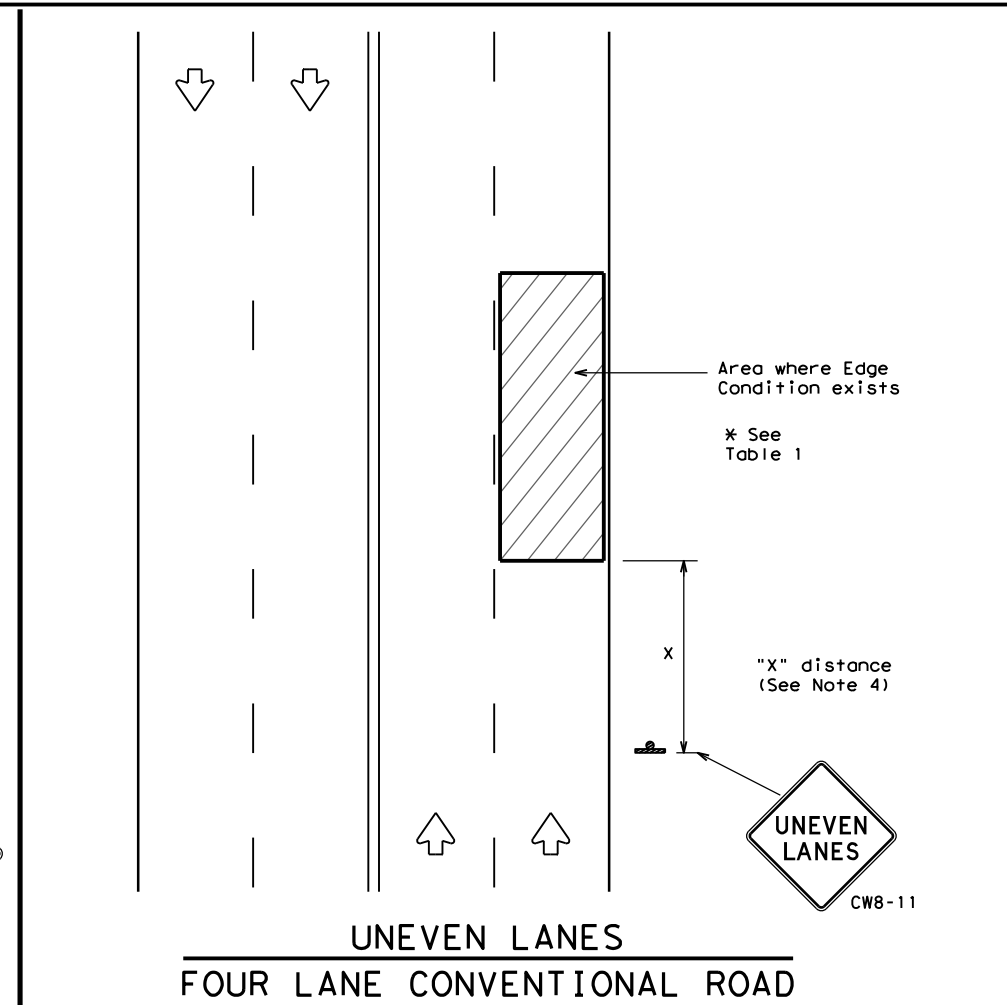 Area where Edge
Condition exists
* See
Table 1
X
"X" distance
(See Note 4)
UNEVEN
LANES
CW8-11
UNEVEN LANES
FOUR LANE CONVENTIONAL ROAD